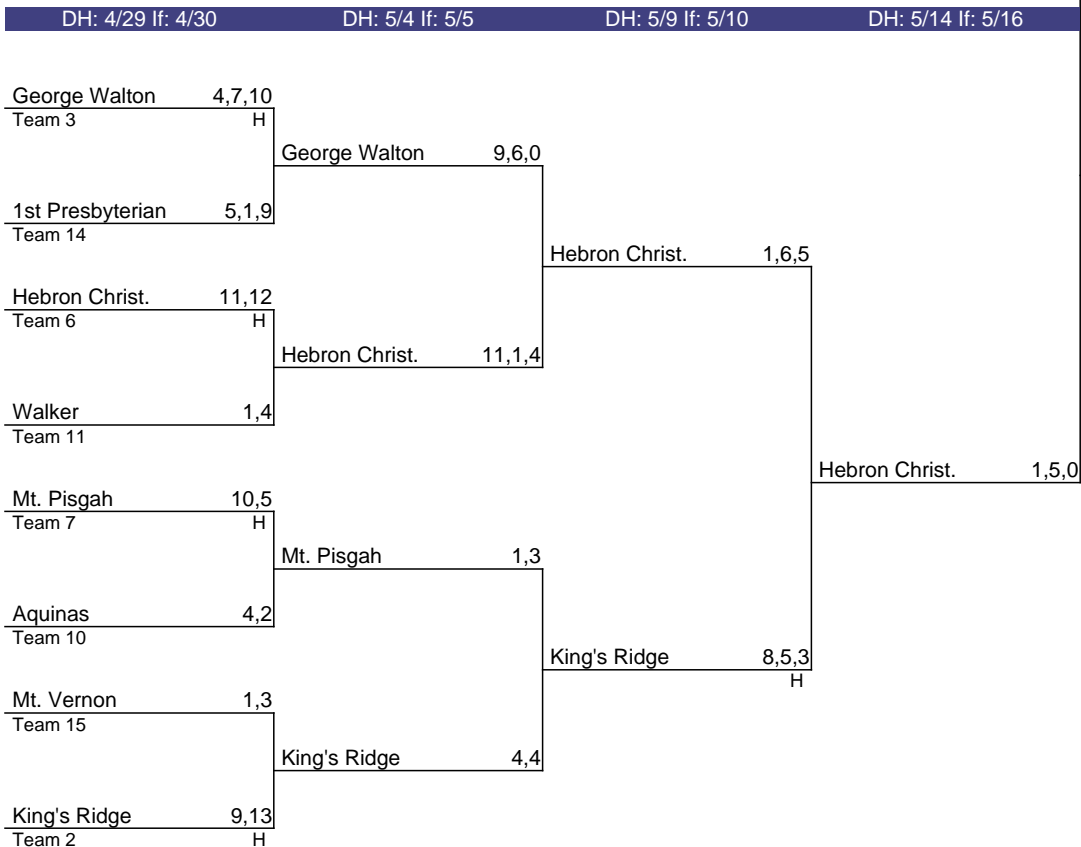 DH: 4/29 If: 4/30 DH: 5/4 If: 5/5 DH: 5/9 If: 5/10 DH: 5/14 If: 5/16
George Walton 4,7,10
Team 3 H
George Walton 9,6,0
1st Presbyterian 5,1,9
Team 14
Hebron Christ. 1,6,5
Hebron Christ. 11,12
Team 6 H
Hebron Christ. 11,1,4
Walker 1,4
Team 11
Hebron Christ. 1,5,0
Mt. Pisgah 10,5
Team 7 H
Mt. Pisgah 1,3
Aquinas 4,2
Team 10
King's Ridge 8,5,3
H
Mt. Vernon 1,3
Team 15
King's Ridge 4,4
King's Ridge 9,13
Team 2 H